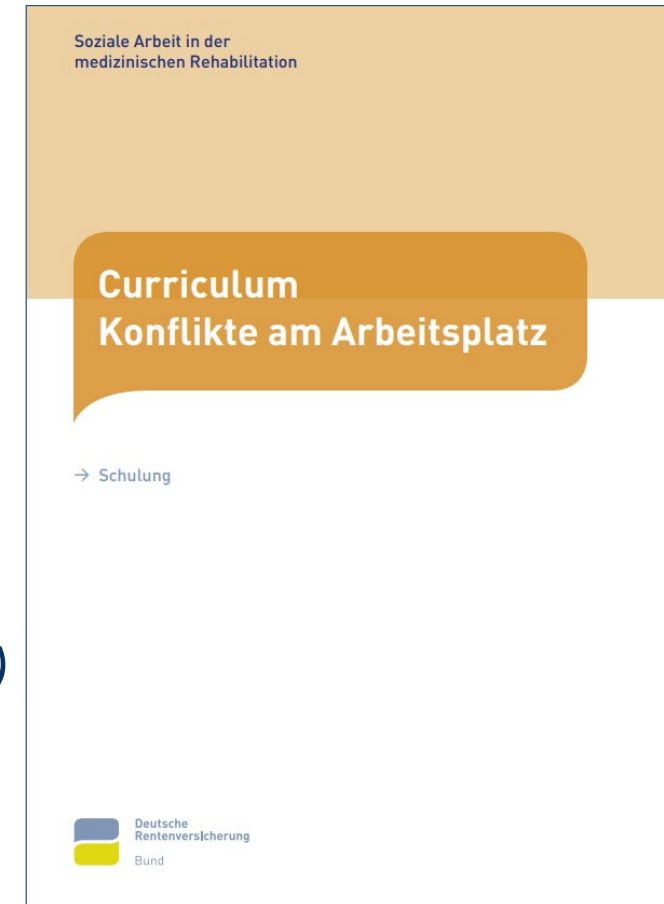 Soziale Arbeit in der
medizinischen Rehabilitation
Curriculum
Konflikte am Arbeitsplatz
→ Schulung
)
Deutsche
Rentenversicherung
Bund